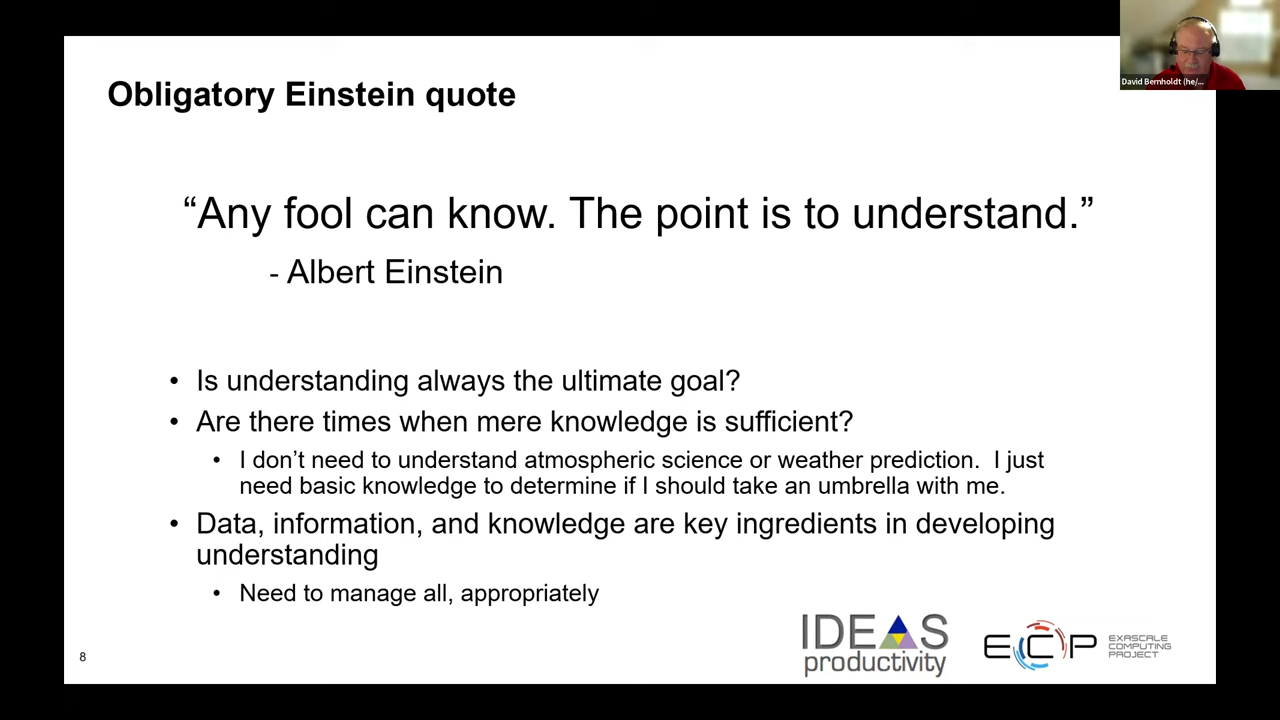 David Bernholdt (he/...
Obligatory Einstein quote
“Any fool can know. The point is to understand.”
- Albert Einstein
• Is understanding always the ultimate goal?
• Are there times when mere knowledge is sufficient?
• I don’t need to understand atmospheric science or weather prediction.  I just
need basic knowledge to determine if I should take an umbrella with me.
• Data, information, and knowledge are key ingredients in developing
understanding
• Need to manage all, appropriately
8
IDEAS
productivity
ECP
EXASCALE
COMPUTING
PROJECT